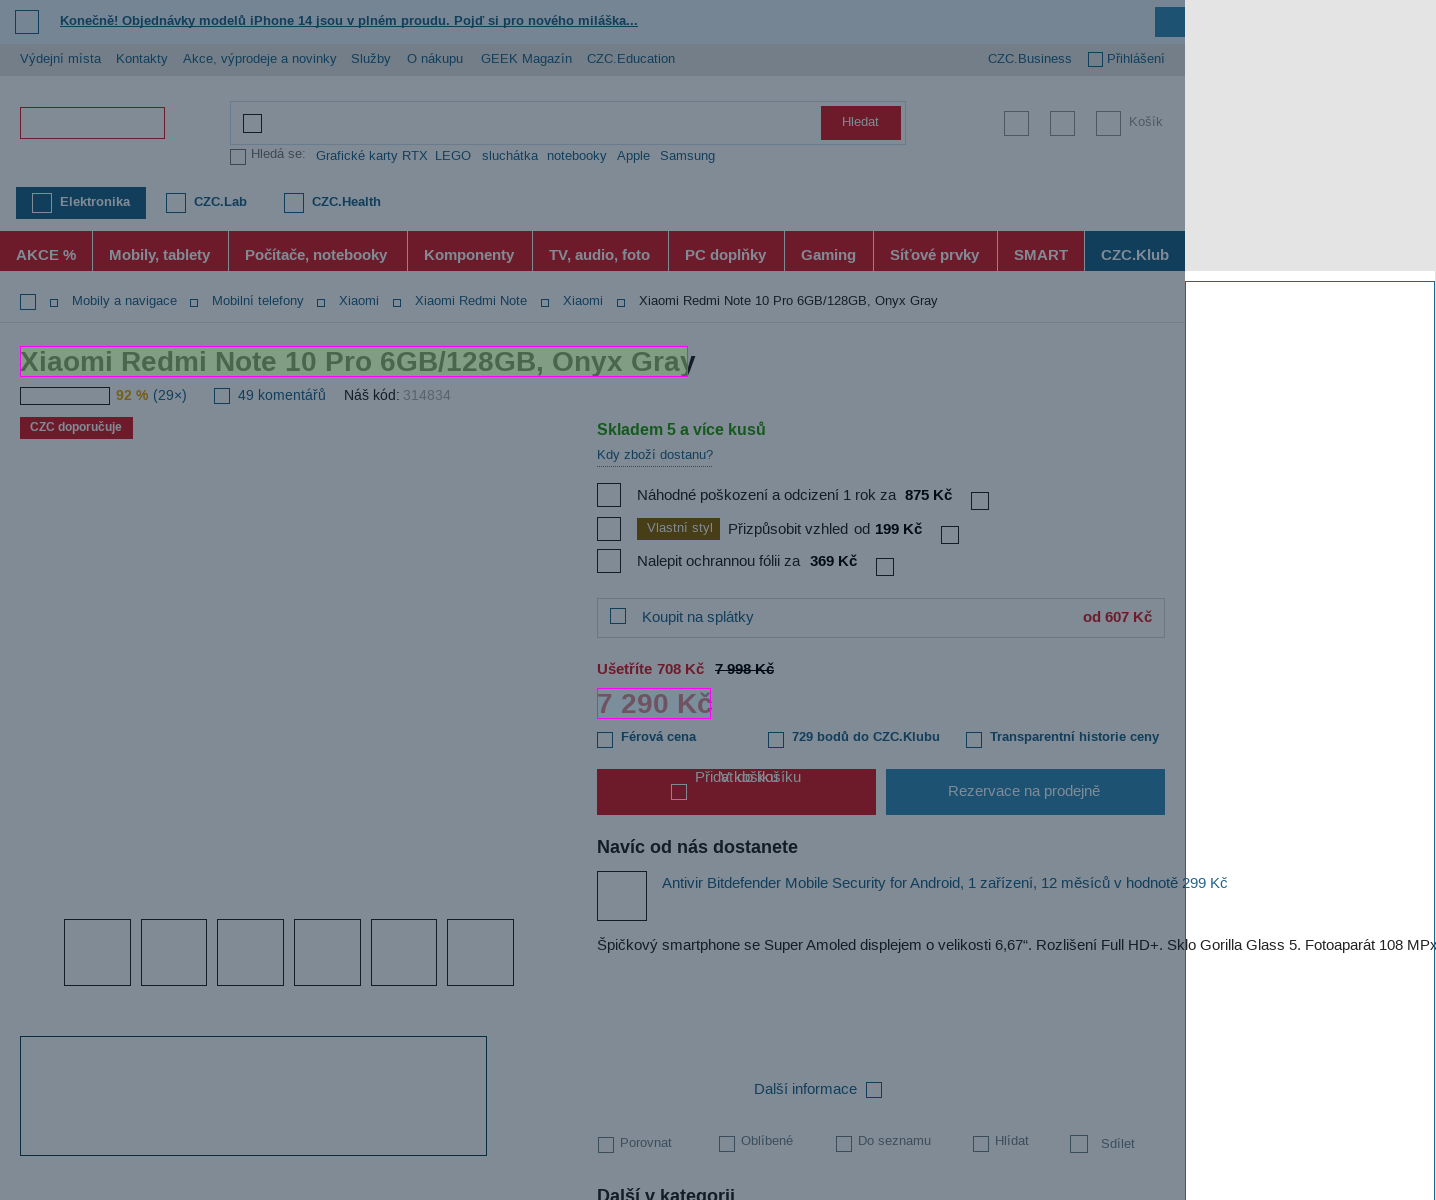 Konečně! Objednávky modelů iPhone 14 jsou v plném proudu. Pojď si pro nového miláška...
Výdejní místa Kontakty Akce, výprodeje a novinky Služby O nákupu GEEK Magazín CZC.Education CZC.Business Přihlášení
Hledat Košík
Hledá se: Grafické karty RTX LEGO sluchátka notebooky Apple Samsung
Elektronika CZC.Lab CZC.Health
AKCE % Mobily, tablety Počítače, notebooky Komponenty TV, audio, foto PC doplňky Gaming Síťové prvky SMART CZC.Klub
Mobily a navigace Mobilní telefony Xiaomi Xiaomi Redmi Note Xiaomi Xiaomi Redmi Note 10 Pro 6GB/128GB, Onyx Gray
Xiaomi Redmi Note 10 Pro 6GB/128GB, Onyx Gray
92 % (29×) 49 komentářů Náš kód: 314834
CZC doporučuje
Skladem 5 a více kusů
Kdy zboží dostanu?
Náhodné poškození a odcizení 1 rok za 875 Kč
Vlastní styl Přizpůsobit vzhled od 199 Kč
Nalepit ochrannou fólii za 369 Kč
Koupit na splátky od 607 Kč
Ušetříte 708 Kč 7 998 Kč
7 290 Kč
Férová cena 729 bodů do CZC.Klubu Transparentní historie ceny
Přidat do košíku V košíku Rezervace na prodejně
Navíc od nás dostanete
Antivir Bitdefender Mobile Security for Android, 1 zařízení, 12 měsíců v hodnotě 299 Kč
Špičkový smartphone se Super Amoled displejem o velikosti 6,67“. Rozlišení Full HD+. Sklo Gorilla Glass 5. Fotoaparát 108 MPx
Další informace
Porovnat Oblíbené Do seznamu Hlídat Sdílet
Další v kategorii